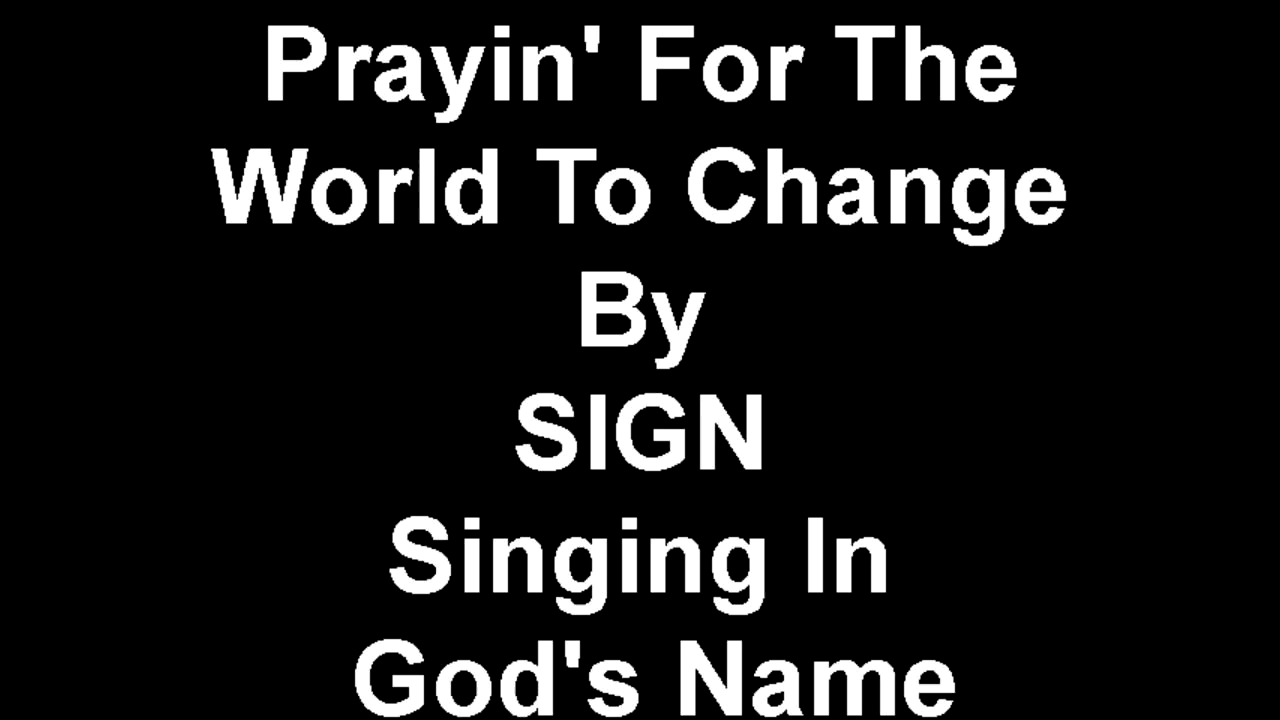 Prayin' For The
World To Change
By
SIGN
Singing In
God's Name